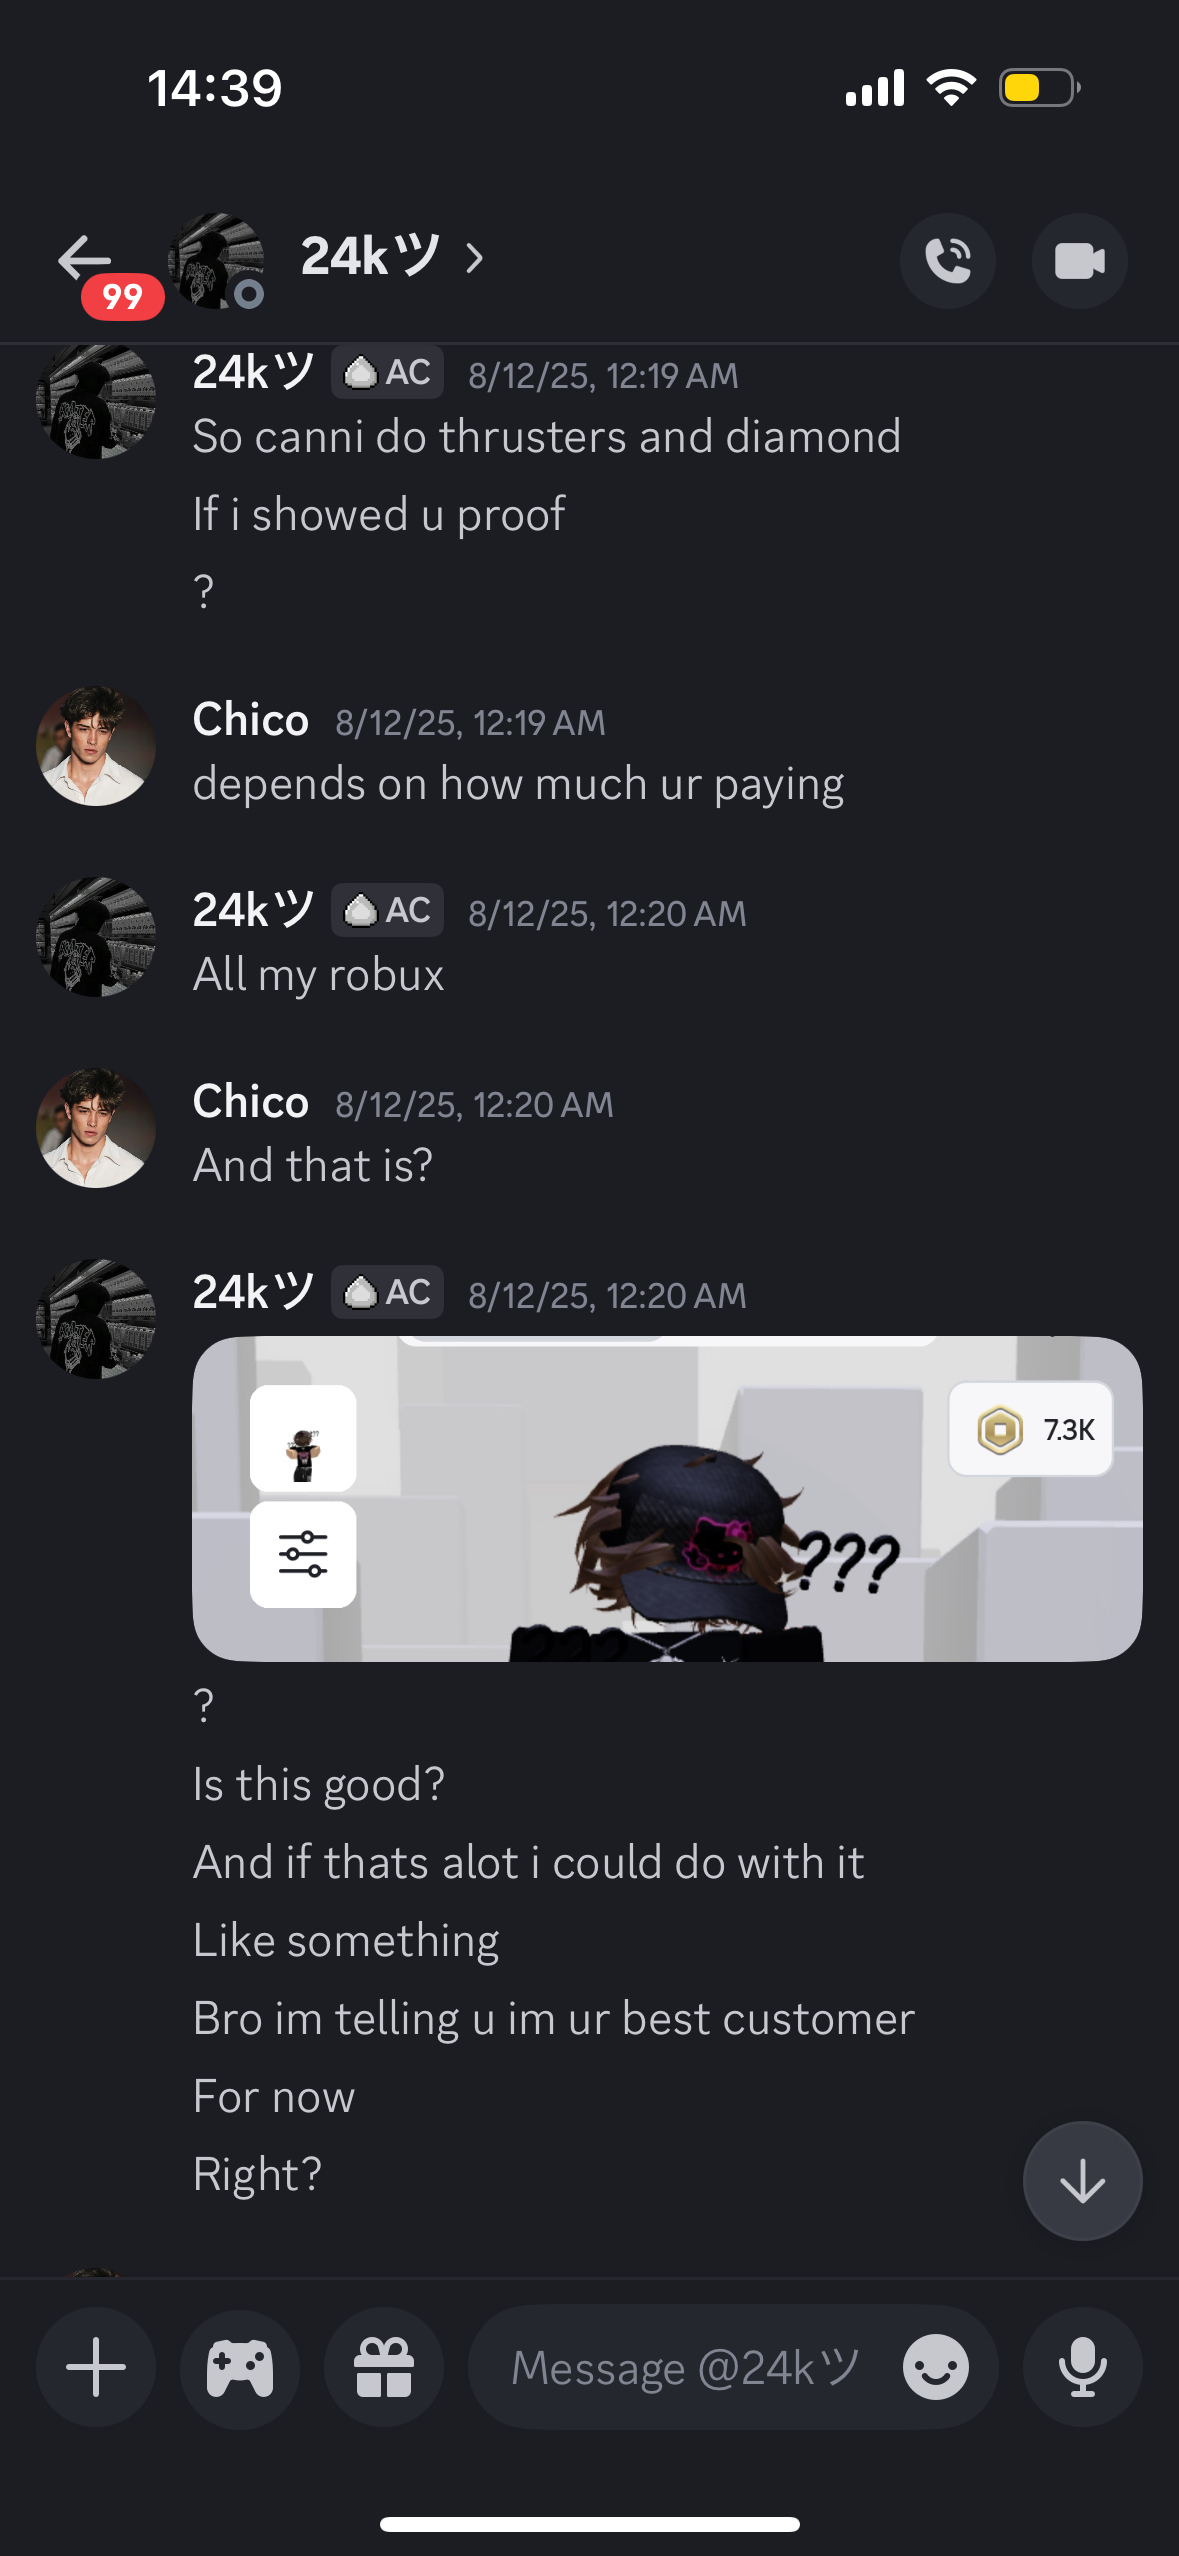 14:39
99
24kツ
24kツ AC 8/12/25, 12:19 AM
So canni do thrusters and diamond
If i showed u proof
?
Chico 8/12/25, 12:19 AM
depends on how much ur paying
24kツ AC 8/12/25, 12:20 AM
All my robux
Chico 8/12/25, 12:20 AM
And that is?
24kツ AC 8/12/25, 12:20 AM
7.3K
???
???
?
Is this good?
And if thats alot i could do with it
Like something
Bro im telling u im ur best customer
For now
Right?
Message @24kツ